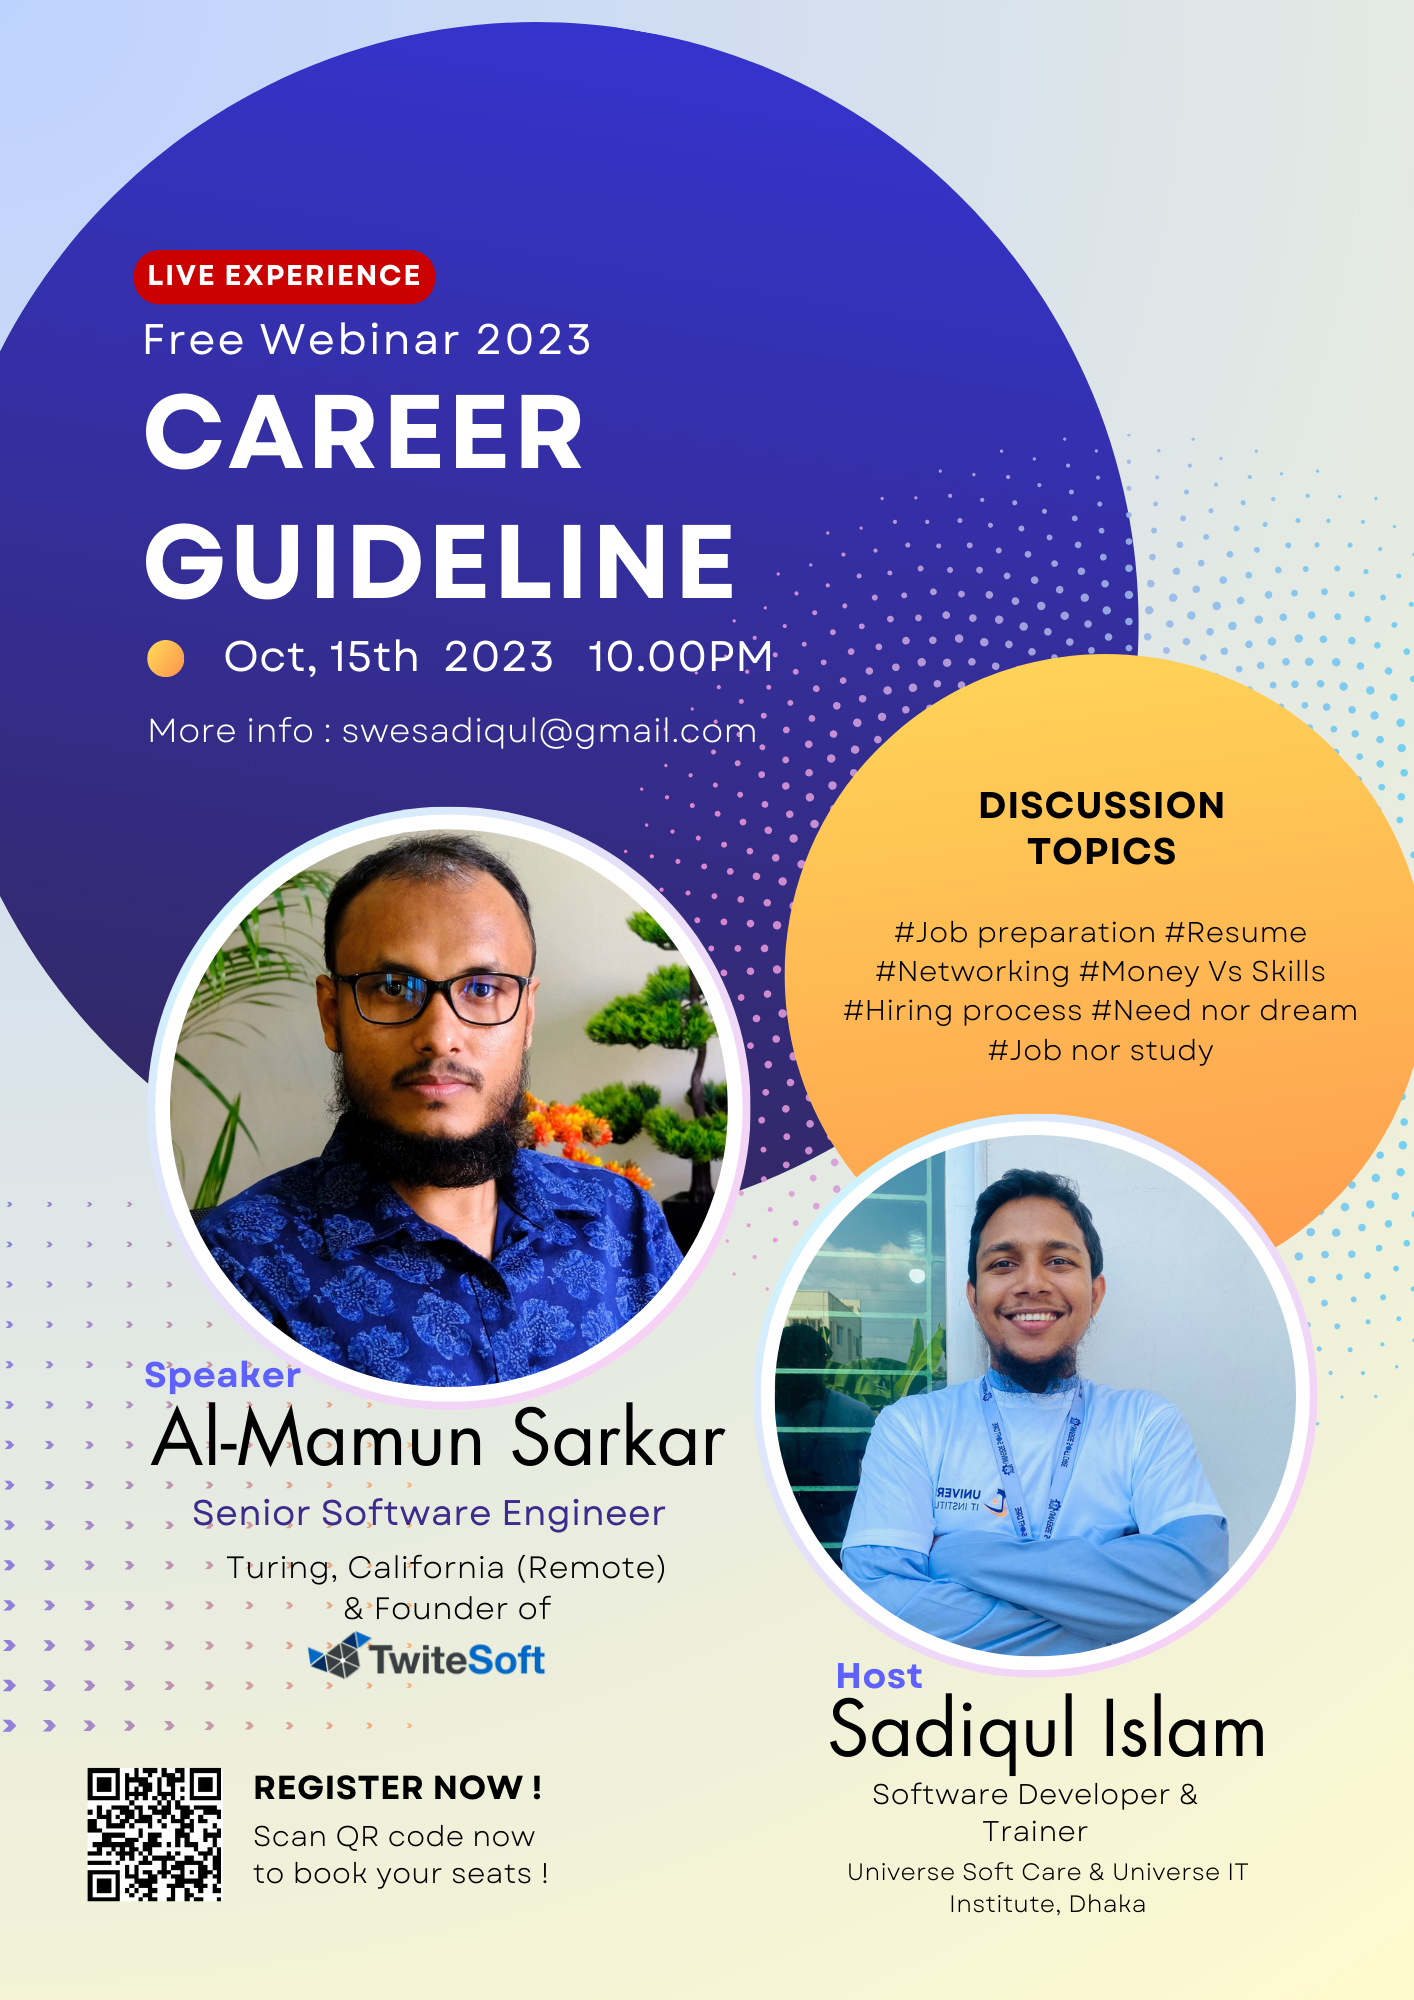 LIVE EXPERIENCE
Free Webinar 2023
CAREER
GUIDELINE
Oct, 15th 2023 10.00PM
More info : swesadiqul@gmail.com
DISCUSSION
TOPICS
#Job preparation #Resume
#Networking #Money Vs Skills
#Hiring process #Need nor dream
#Job nor study
Speaker
Al-Mamun Sarkar
Senior Software Engineer
Turing, California (Remote)
& Founder of
TwiteSoft
UNIVER
IT INSTITU
Host
Sadiqul Islam
Software Developer &
Trainer
Universe Soft Care & Universe IT
Institute, Dhaka
REGISTER NOW !
Scan QR code now
to book your seats !